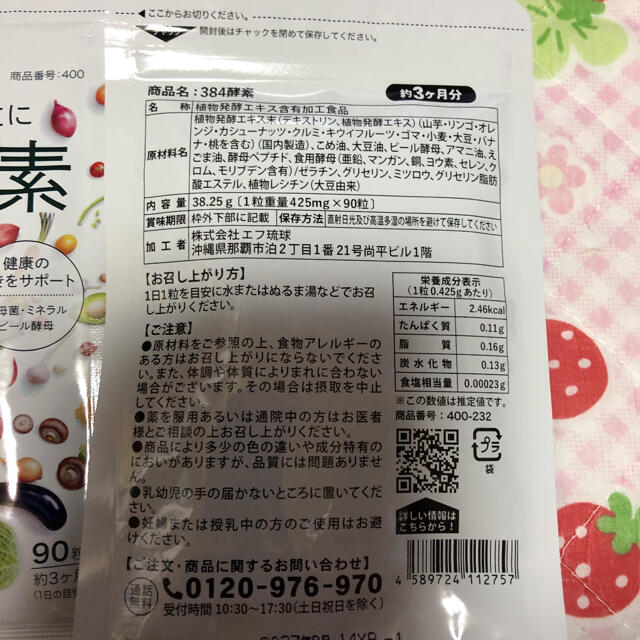 ここからお切りください。
開封後はチャックを閉めて保存してください。
商品番号:400
に
素
健康の
きをサポート
母菌・ミネラル
ビール酵母
90粒
約3ヶ月
(1日の目安
商品名:384酵素
約3ヶ月分
名 称 植物発酵エキス含有加工食品
原材料名 植物発酵エキス末(デキストリン、植物発酵エキス)(山芋・リンゴ・オレ
ンジ・カシューナッツ・クルミ・キウイフルーツ・ゴマ・小麦・大豆・バナ
ナ・桃を含む)(国内製造)、こめ油、大豆油、ビール酵母、アマニ油、え
ごま油、酵母ペプチド、食用酵母(亜鉛、マンガン、銅、ヨウ素、セレン、ク
ロム、モリブデン含有)/ゼラチン、グリセリン、ミツロウ、グリセリン脂肪
酸エステル、植物レシチン(大豆由来)
内容量 38.25g [1粒重量425mg×90粒]
賞味期限 枠外下部に記載 保存方法 直射日光及び高温多湿の場所を避けて保存してください
加工者 株式会社エフ琉球
沖縄県那覇市泊2丁目1番21号尚平ビル1階
【お召し上がり方】
1日1粒を目安に水またはぬるま湯などでお召
し上がりください。
【ご注意】
●原材料をご参照の上、食物アレルギーの
ある方はお召し上がりにならないでくださ
い。また、体調や体質によりまれに合わない
場合がございます。その場合は摂取を中止
してください。
●薬を服用あるいは通院中の方はお医者
様とご相談の上お召し上がりください。
●商品により多少の色の違いや成分特有の
においがありますが、品質には問題ありませ
ん。
●乳幼児の手の届かないところに置いてくだ
さい。
●妊婦または授乳中の方のご使用はお避
けください。
栄養成分表示
(1粒0.425gあたり)
エネルギー 2.46kcal
たんぱく質 0.11g
脂質 0.16g
炭水化物 0.13g
食塩相当量 0.00023g
※この数値は推定値です。
商品番号:400-232
プラ
袋
詳しい情報は
こちらから!
【ご注文・商品に関するお問い合わせ】
通話無料 0120-976-970
受付時間 10:30〜17:30(土日祝日を除く)
4 589724 112757